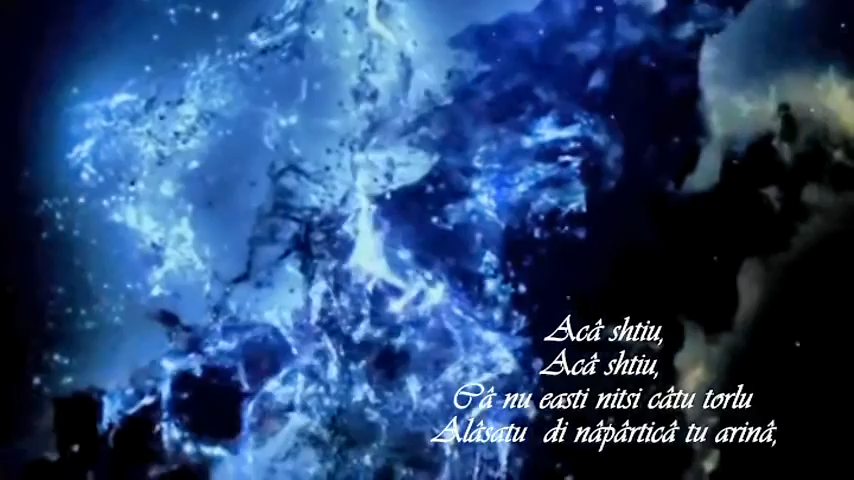 Acâ shtiu,
Acâ shtiu,
Câ nu easti nitsi câtu torlu
Alâsatu di nâpârticâ tu arinâ,